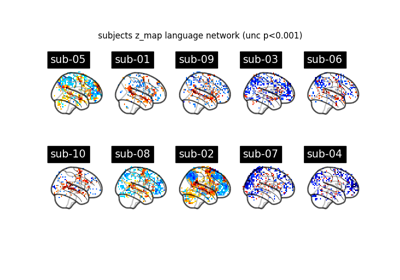 subjects z_map language network (unc p<0.001)
sub-05 sub-01 sub-09 sub-03 sub-06
sub-10 sub-08 sub-02 sub-07 sub-04